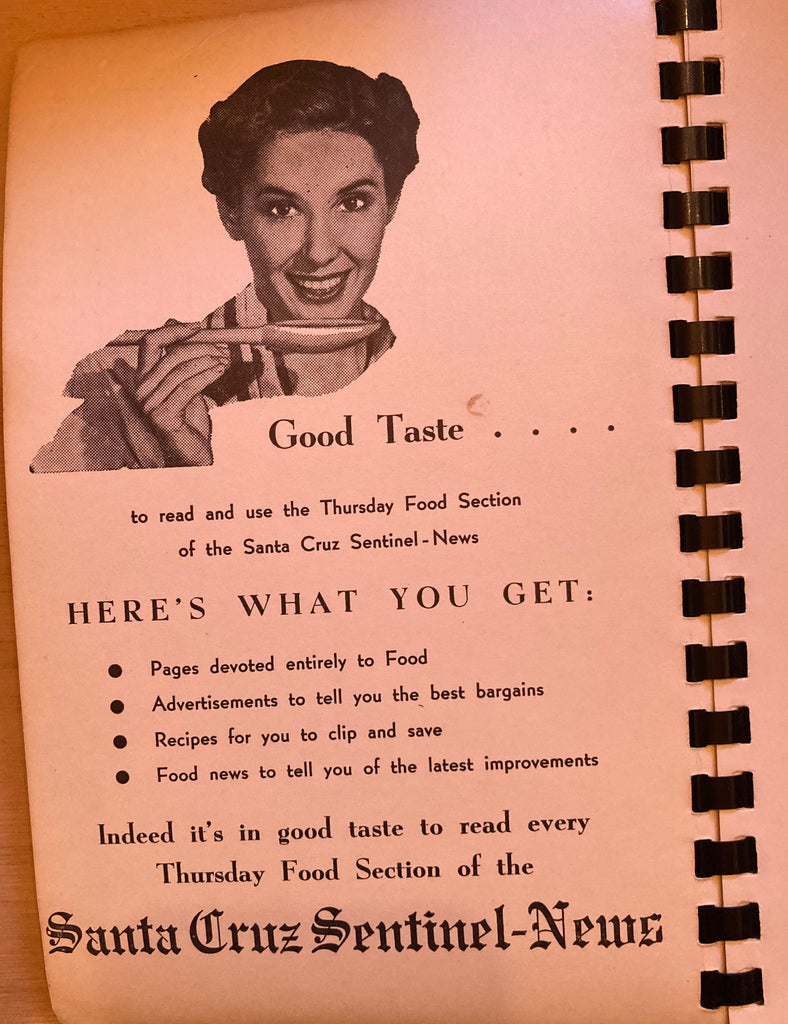 Good Taste . . . .
to read and use the Thursday Food Section
of the Santa Cruz Sentinel-News
HERE'S WHAT YOU GET:
● Pages devoted entirely to Food
● Advertisements to tell you the best bargains
● Recipes for you to clip and save
● Food news to tell you of the latest improvements
Indeed it's in good taste to read every
Thursday Food Section of the
Santa Cruz Sentinel-News